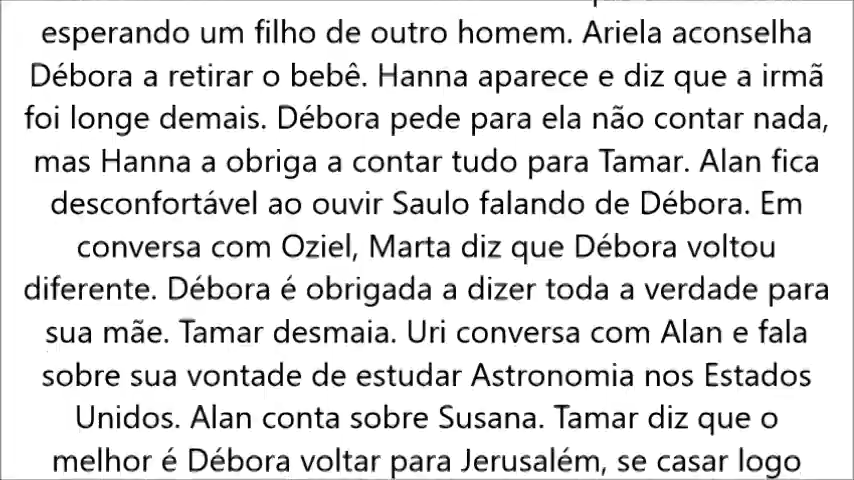 esperando um filho de outro homem. Ariela aconselha
Débora a retirar o bebê. Hanna aparece e diz que a irmã
foi longe demais. Débora pede para ela não contar nada,
mas Hanna a obriga a contar tudo para Tamar. Alan fica
desconfortável ao ouvir Saulo falando de Débora. Em
conversa com Oziel, Marta diz que Débora voltou
diferente. Débora é obrigada a dizer toda a verdade para
sua mãe. Tamar desmaia. Uri conversa com Alan e fala
sobre sua vontade de estudar Astronomia nos Estados
Unidos. Alan conta sobre Susana. Tamar diz que o
melhor é Débora voltar para Jerusalém, se casar logo